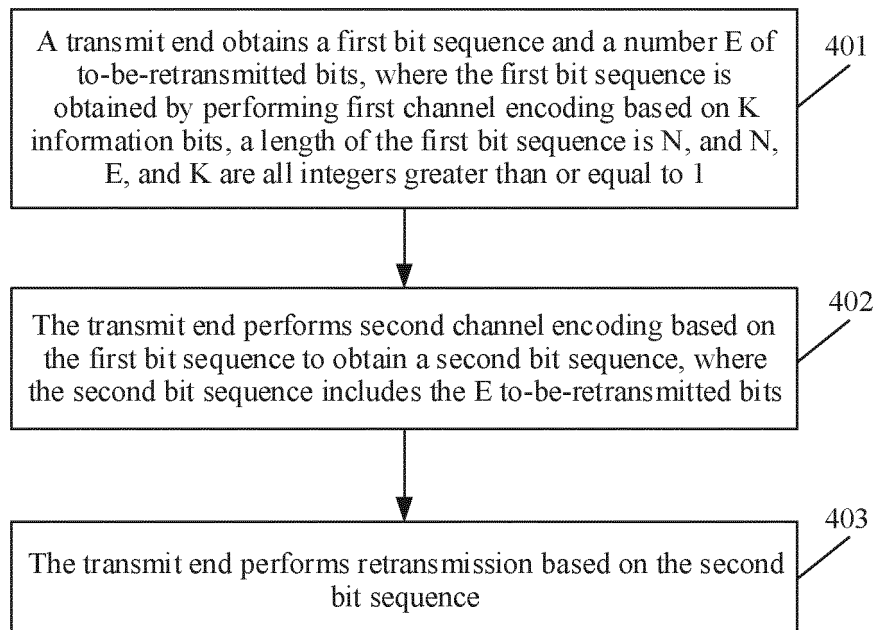 A transmit end obtains a first bit sequence and a number E of
to-be-retransmitted bits, where the first bit sequence is
obtained by performing first channel encoding based on K
information bits, a length of the first bit sequence is N, and N,
E, and K are all integers greater than or equal to 1
401
The transmit end performs second channel encoding based on
the first bit sequence to obtain a second bit sequence, where
the second bit sequence includes the E to-be-retransmitted bits
402
The transmit end performs retransmission based on the second
bit sequence
403